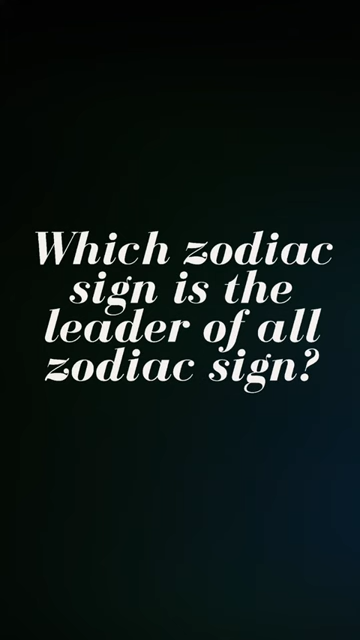 Which zodiac
sign is the
leader of all
zodiac sign?